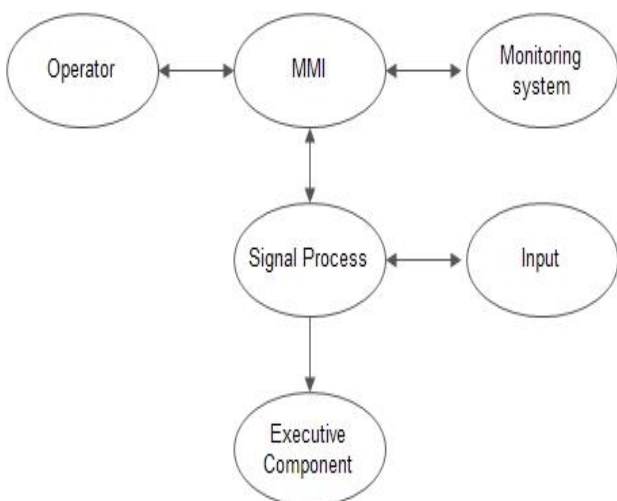 Operator
MMI
Monitoring
system
Signal Process
Input
Executive
Component